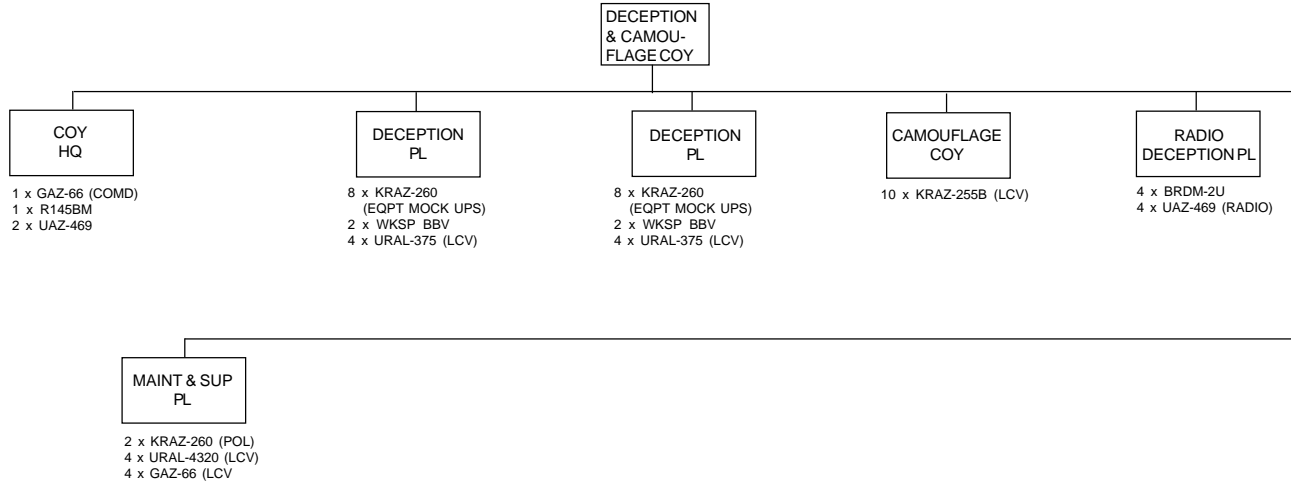 DECEPTION
& CAMOU-
FLAGE COY
COY
HQ
1 x GAZ-66 (COMD)
1 x R145BM
2 x UAZ-469
DECEPTION
PL
8 x KRAZ-260
(EQPT MOCK UPS)
2 x WKSP BBV
4 x URAL-375 (LCV)
DECEPTION
PL
8 x KRAZ-260
(EQPT MOCK UPS)
2 x WKSP BBV
4 x URAL-375 (LCV)
CAMOUFLAGE
COY
10 x KRAZ-255B (LCV)
RADIO
DECEPTION PL
4 x BRDM-2U
4 x UAZ-469 (RADIO)
MAINT & SUP
PL
2 x KRAZ-260 (POL)
4 x URAL-4320 (LCV)
4 x GAZ-66 (LCV